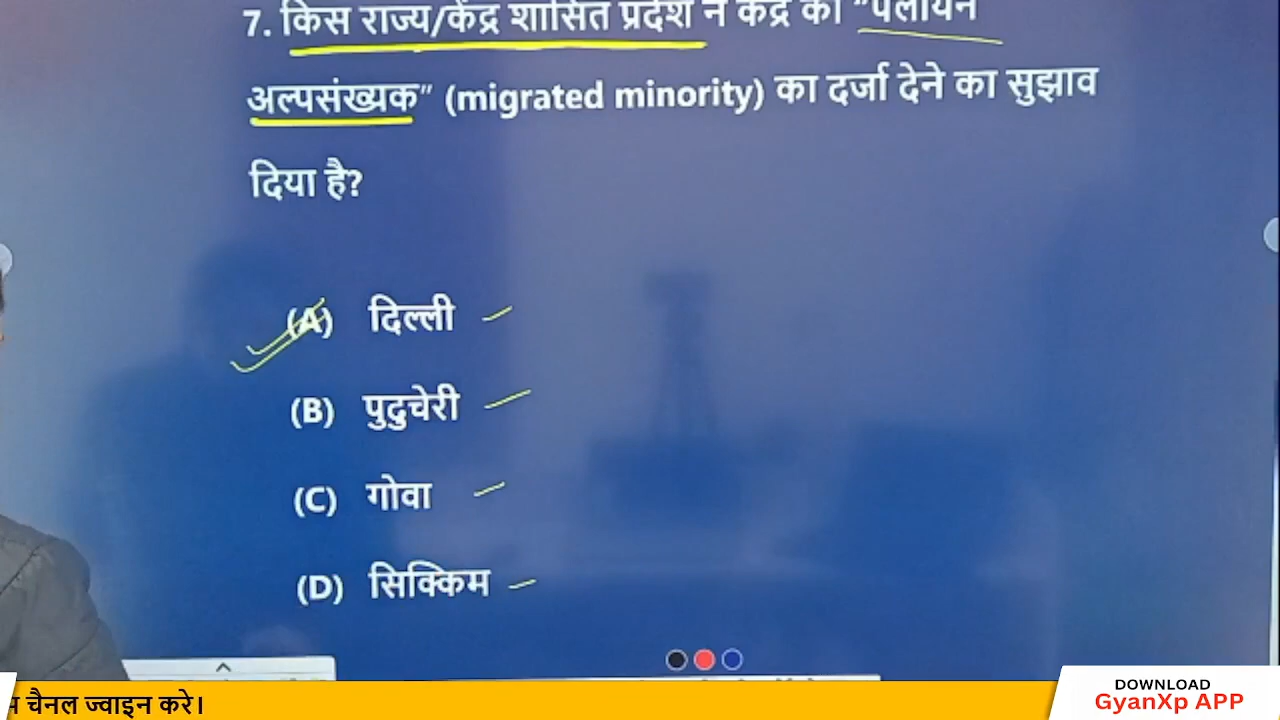 7. किस राज्य/केंद्र शासित प्रदेश ने केंद्र को “पलायन
अल्पसंख्यक” (migrated minority) का दर्जा देने का सुझाव
दिया है?
(A) दिल्ली
(B) पुदुचेरी
(C) गोवा
(D) सिक्किम
चैनल ज्वाइन करे।
DOWNLOAD
GyanXp APP